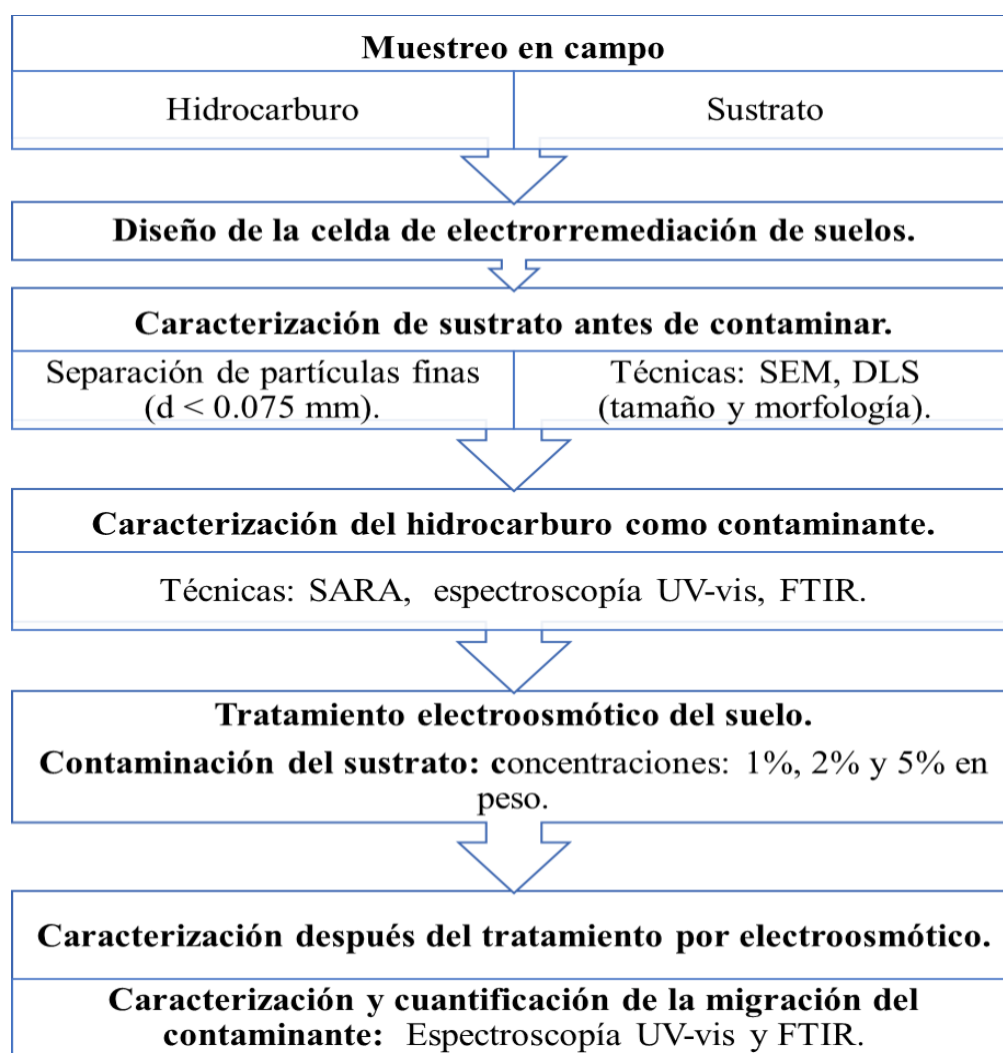 Muestreo en campo
Hidrocarburo
Sustrato
Diseño de la celda de electrorremediación de suelos.
Caracterización de sustrato antes de contaminar.
Separación de partículas finas
(d < 0.075 mm).
Técnicas: SEM, DLS
(tamaño y morfología).
Caracterización del hidrocarburo como contaminante.
Técnicas: SARA, espectroscopía UV-vis, FTIR.
Tratamiento electroosmótico del suelo.
Contaminación del sustrato: concentraciones: 1%, 2% y 5% en
peso.
Caracterización después del tratamiento por electroosmótico.
Caracterización y cuantificación de la migración del
contaminante: Espectroscopía UV-vis y FTIR.